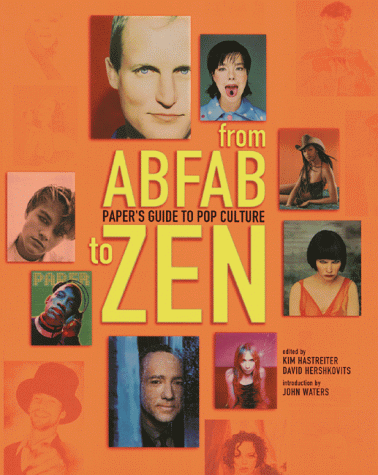 from
ABFAB
PAPER'S GUIDE TO POP CULTURE
to ZEN
PAPER
edited by
KIM HASTREITER
DAVID HERSHKOVITS
introduction by
JOHN WATERS